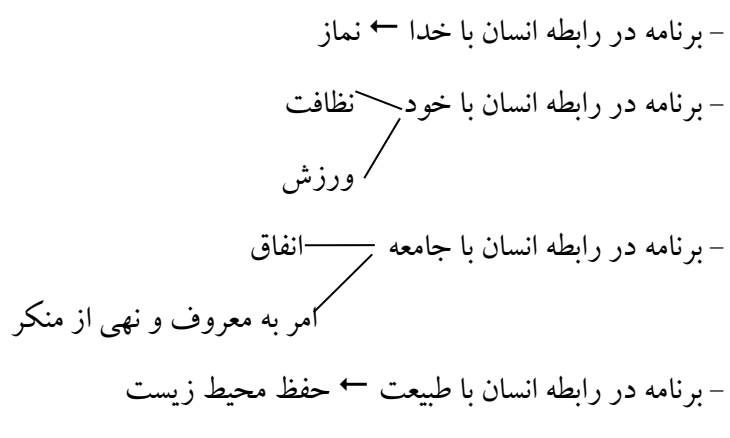 – برنامه در رابطه انسان با خدا ← نماز
– برنامه در رابطه انسان با خود نظافت
ورزش
– برنامه در رابطه انسان با جامعه انفاق
امر به معروف و نهی از منکر
– برنامه در رابطه انسان با طبیعت ← حفظ محیط زیست